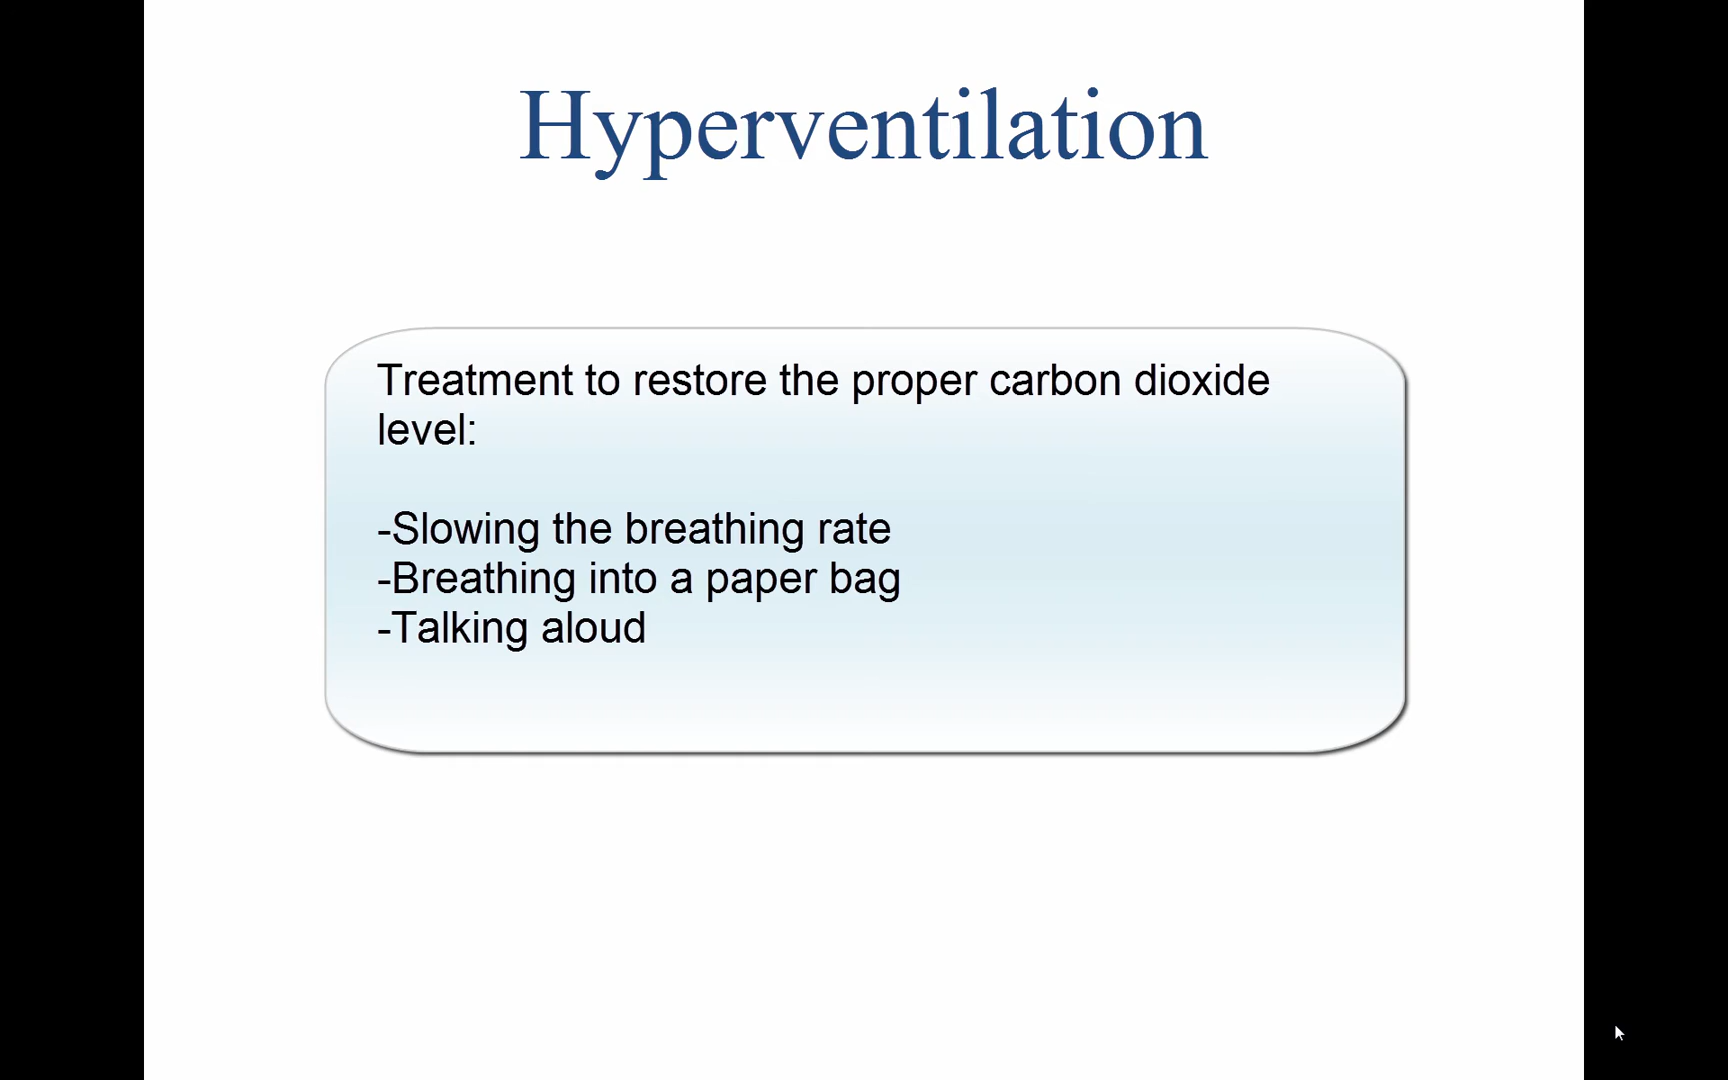 Hyperventilation
Treatment to restore the proper carbon dioxide
level:
-Slowing the breathing rate
-Breathing into a paper bag
-Talking aloud